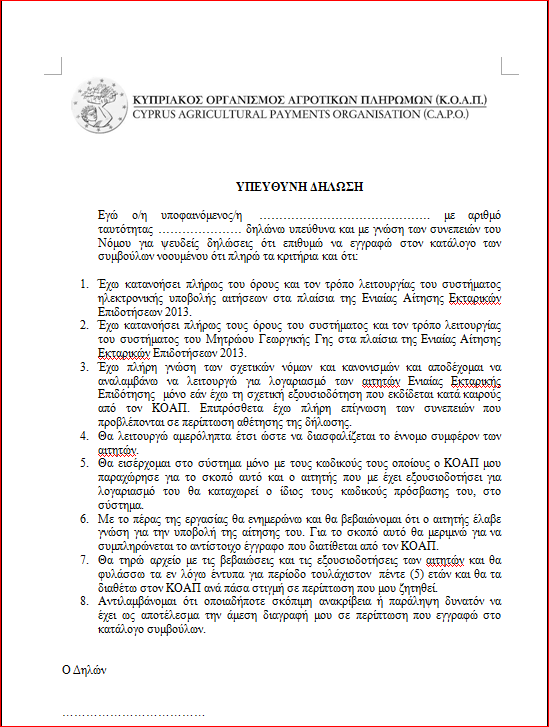 ΚΥΠΡΙΑΚΟΣ ΟΡΓΑΝΙΣΜΟΣ ΑΓΡΟΤΙΚΩΝ ΠΛΗΡΩΜΩΝ (Κ.Ο.Α.Π.)
CYPRUS AGRICULTURAL PAYMENTS ORGANISATION (C.A.P.O.)
ΥΠΕΥΘΥΝΗ ΔΗΛΩΣΗ
Εγώ ο/η υποφαινόμενος/η ………………………………………. με αριθμό
ταυτότητας ………………… δηλώνω υπεύθυνα και με γνώση των συνεπειών του
Νόμου για ψευδείς δηλώσεις ότι επιθυμώ να εγγραφώ στον κατάλογο των
συμβούλων νοουμένου ότι πληρώ τα κριτήρια και ότι:
1. Έχω κατανοήσει πλήρως του όρους και τον τρόπο λειτουργίας του συστήματος
ηλεκτρονικής υποβολής αιτήσεων στα πλαίσια της Ενιαίας Αίτησης Εκταρικών
Επιδοτήσεων 2013.
2. Έχω κατανοήσει πλήρως τους όρους του συστήματος και τον τρόπο λειτουργίας
του συστήματος του Μητρώου Γεωργικής Γης στα πλαίσια της Ενιαίας Αίτησης
Εκταρικών Επιδοτήσεων 2013.
3. Έχω πλήρη γνώση των σχετικών νόμων και κανονισμών και αποδέχομαι να
αναλαμβάνω να λειτουργώ για λογαριασμό των αιτητών Ενιαίας Εκταρικής
Επιδότησης μόνο εάν έχω τη σχετική εξουσιοδότηση που εκδίδεται κατά καιρούς
από τον ΚΟΑΠ. Επιπρόσθετα έχω πλήρη επίγνωση των συνεπειών που
προβλέπονται σε περίπτωση αθέτησης της δήλωσης.
4. Θα λειτουργώ αμερόληπτα έτσι ώστε να διασφαλίζεται το έννομο συμφέρον των
αιτητών.
5. Θα εισέρχομαι στο σύστημα μόνο με τους κωδικούς τους οποίους ο ΚΟΑΠ μου
παραχώρησε για το σκοπό αυτό και ο αιτητής που με έχει εξουσιοδοτήσει για
λογαριασμό του θα καταχωρεί ο ίδιος τους κωδικούς πρόσβασης του, στο
σύστημα.
6. Με το πέρας της εργασίας θα ενημερώνω και θα βεβαιώνομαι ότι ο αιτητής έλαβε
γνώση για την υποβολή της αίτησης του. Για το σκοπό αυτό θα μεριμνώ για να
συμπληρώνεται το αντίστοιχο έγγραφο που διατίθεται από τον ΚΟΑΠ.
7. Θα τηρώ αρχείο με τις βεβαιώσεις και τις εξουσιοδοτήσεις των αιτητών και θα
φυλάσσω τα εν λόγω έντυπα για περίοδο τουλάχιστον πέντε (5) ετών και θα τα
διαθέτω στον ΚΟΑΠ ανά πάσα στιγμή σε περίπτωση που μου ζητηθεί.
8. Αντιλαμβάνομαι ότι οποιαδήποτε σκόπιμη ανακρίβεια ή παράληψη δυνατόν να
έχει ως αποτέλεσμα την άμεση διαγραφή μου σε περίπτωση που εγγραφώ στο
κατάλογο συμβούλων.
Ο Δηλών
………………………………